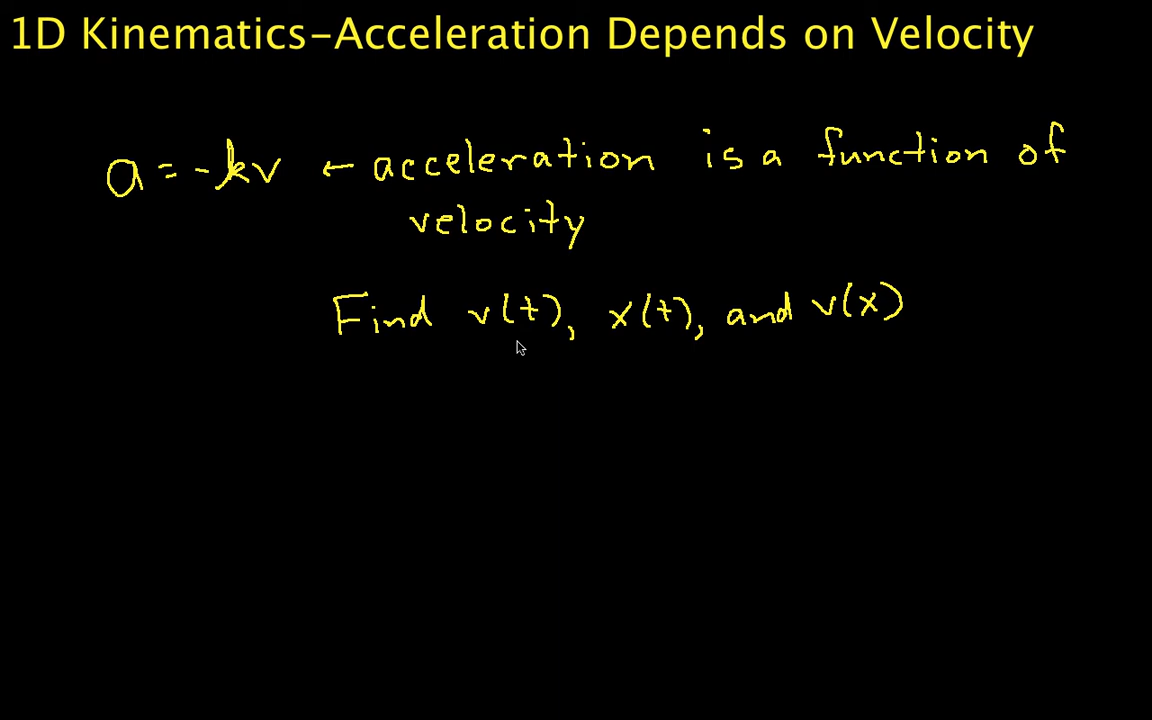 1D Kinematics-Acceleration Depends on Velocity
a = -kv ← acceleration is a function of
velocity
Find v(t), x(t), and v(x)